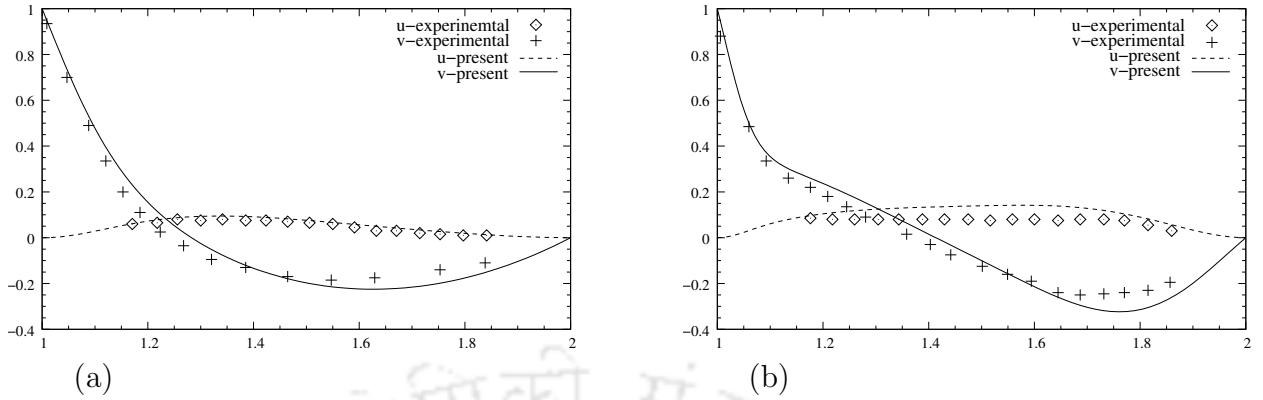 u−experinemtal
v−experimental
u−present
v−present
1
0.8
0.6
0.4
0.2
0
−0.2
−0.4
1 1.2 1.4 1.6 1.8 2
(a)
u−experimental
v−experimental
u−present
v−present
1
0.8
0.6
0.4
0.2
0
−0.2
−0.4
1 1.2 1.4 1.6 1.8 2
(b)